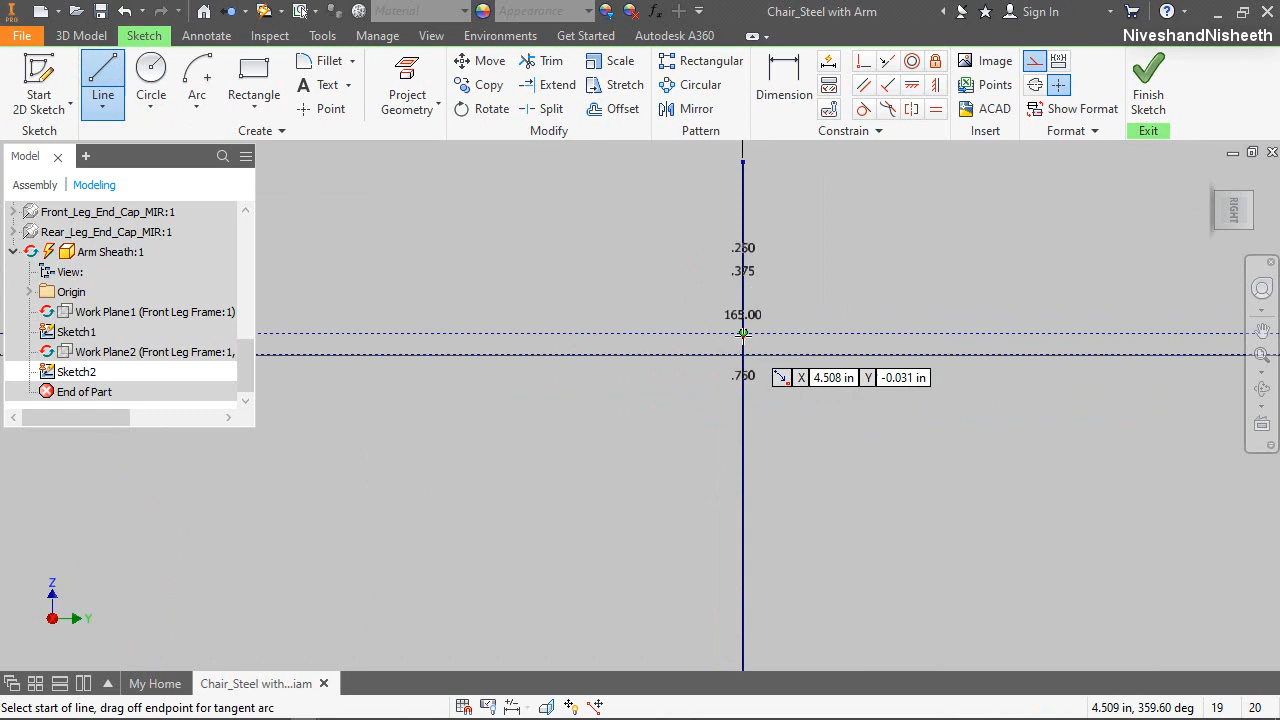 PRO
Material
Appearance
Chair_Steel with Arm
Sign In
NiveshandNisheeth
File
3D Model
Sketch
Annotate
Inspect
Tools
Manage
View
Environments
Get Started
Autodesk A360
Start
2D Sketch
Line
Circle
Arc
Rectangle
Fillet
Text
Point
Project
Geometry
Move
Copy
Rotate
Trim
Extend
Split
Scale
Stretch
Offset
Rectangular
Circular
Mirror
Dimension
Image
Points
ACAD
Show Format
Finish
Sketch
Sketch
Create
Modify
Pattern
Constrain
Insert
Format
Exit
Model
Assembly
Modeling
Front_Leg_End_Cap_MIR:1
Rear_Leg_End_Cap_MIR:1
Arm Sheath:1
View:
Origin
Work Plane1 (Front Leg Frame:1)
Sketch1
Work Plane2 (Front Leg Frame:1,
Sketch2
End of Part
.250
.375
165.00
.750
X 4.508 in Y -0.031 in
RIGHT
Z
Y
My Home
Chair_Steel with...iam
Select start of line, drag off endpoint for tangent arc
4.509 in, 359.60 deg 19 20